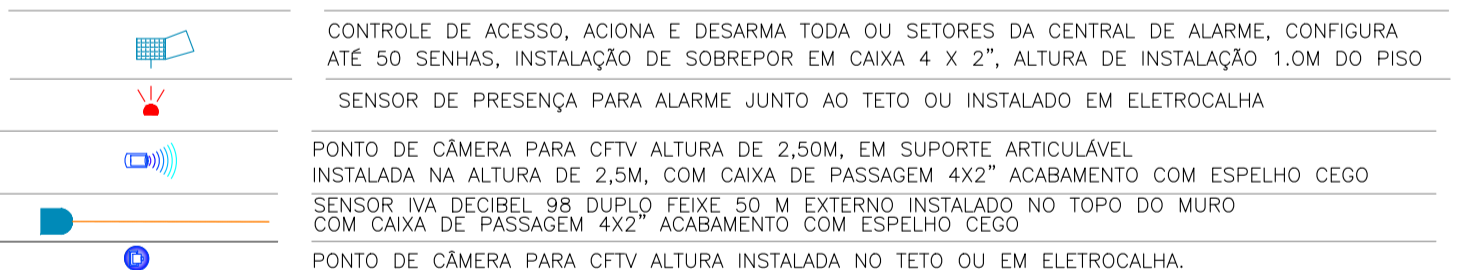 CONTROLE DE ACESSO, ACIONA E DESARMA TODA OU SETORES DA CENTRAL DE ALARME, CONFIGURA
ATÉ 50 SENHAS, INSTALAÇÃO DE SOBREPOR EM CAIXA 4 X 2”, ALTURA DE INSTALAÇÃO 1.0M DO PISO
SENSOR DE PRESENÇA PARA ALARME JUNTO AO TETO OU INSTALADO EM ELETROCALHA
PONTO DE CÂMERA PARA CFTV ALTURA DE 2,50M, EM SUPORTE ARTICULÁVEL
INSTALADA NA ALTURA DE 2,5M, COM CAIXA DE PASSAGEM 4X2” ACABAMENTO COM ESPELHO CEGO
SENSOR IVA DECIBEL 98 DUPLO FEIXE 50 M EXTERNO INSTALADO NO TOPO DO MURO
COM CAIXA DE PASSAGEM 4X2” ACABAMENTO COM ESPELHO CEGO
PONTO DE CÂMERA PARA CFTV ALTURA INSTALADA NO TETO OU EM ELETROCALHA.